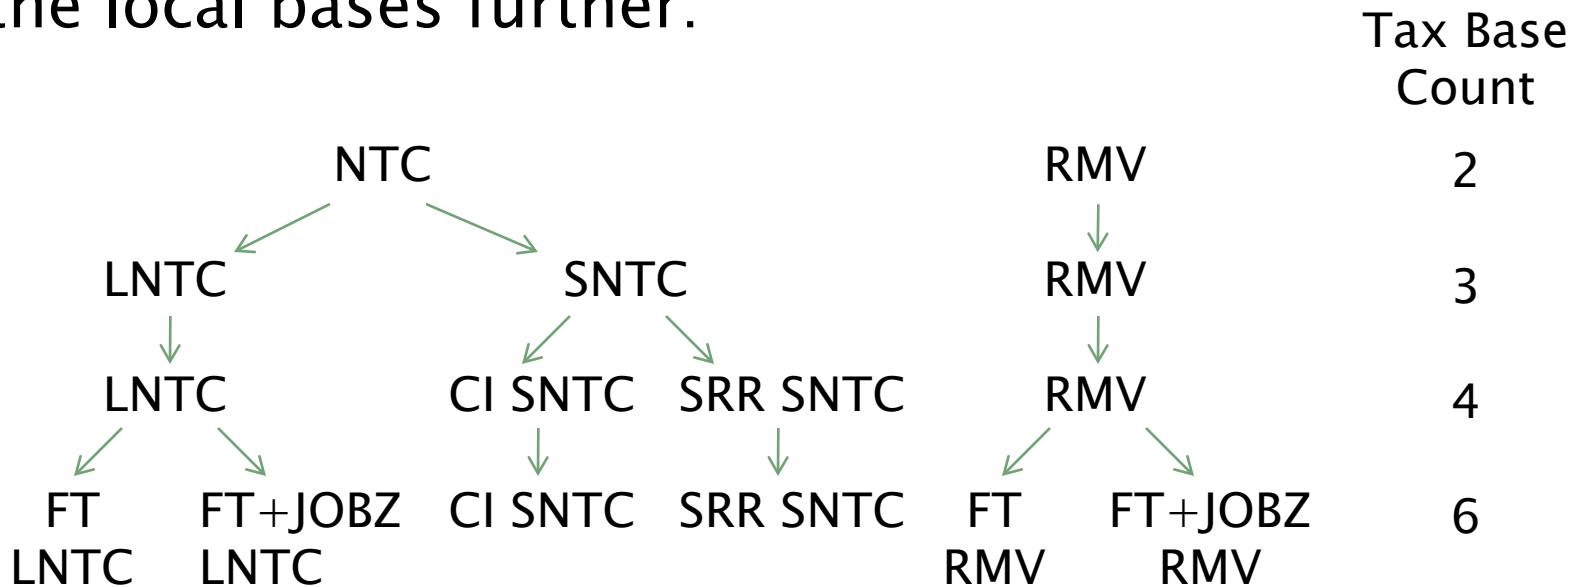 the local bases further.
Tax Base
Count
NTC RMV 2
LNTC SNTC RMV 3
LNTC CI SNTC SRR SNTC RMV 4
FT FT+JOBZ CI SNTC SRR SNTC FT FT+JOBZ 6
LNTC LNTC RMV RMV